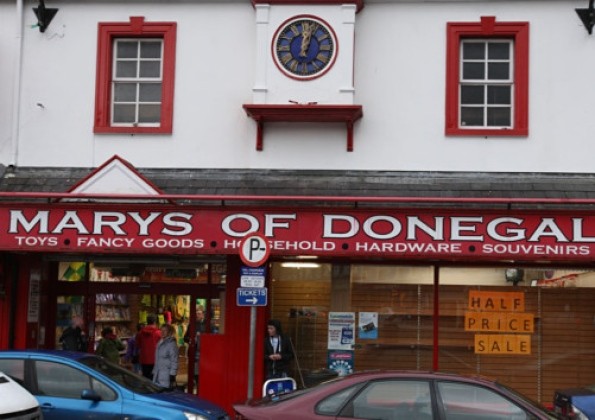 MARYS OF DONEGAL
TOYS • FANCY GOODS • HOUSEHOLD • HARDWARE • SOUVENIRS
P
TICKETS
HALF
PRICE
SALE